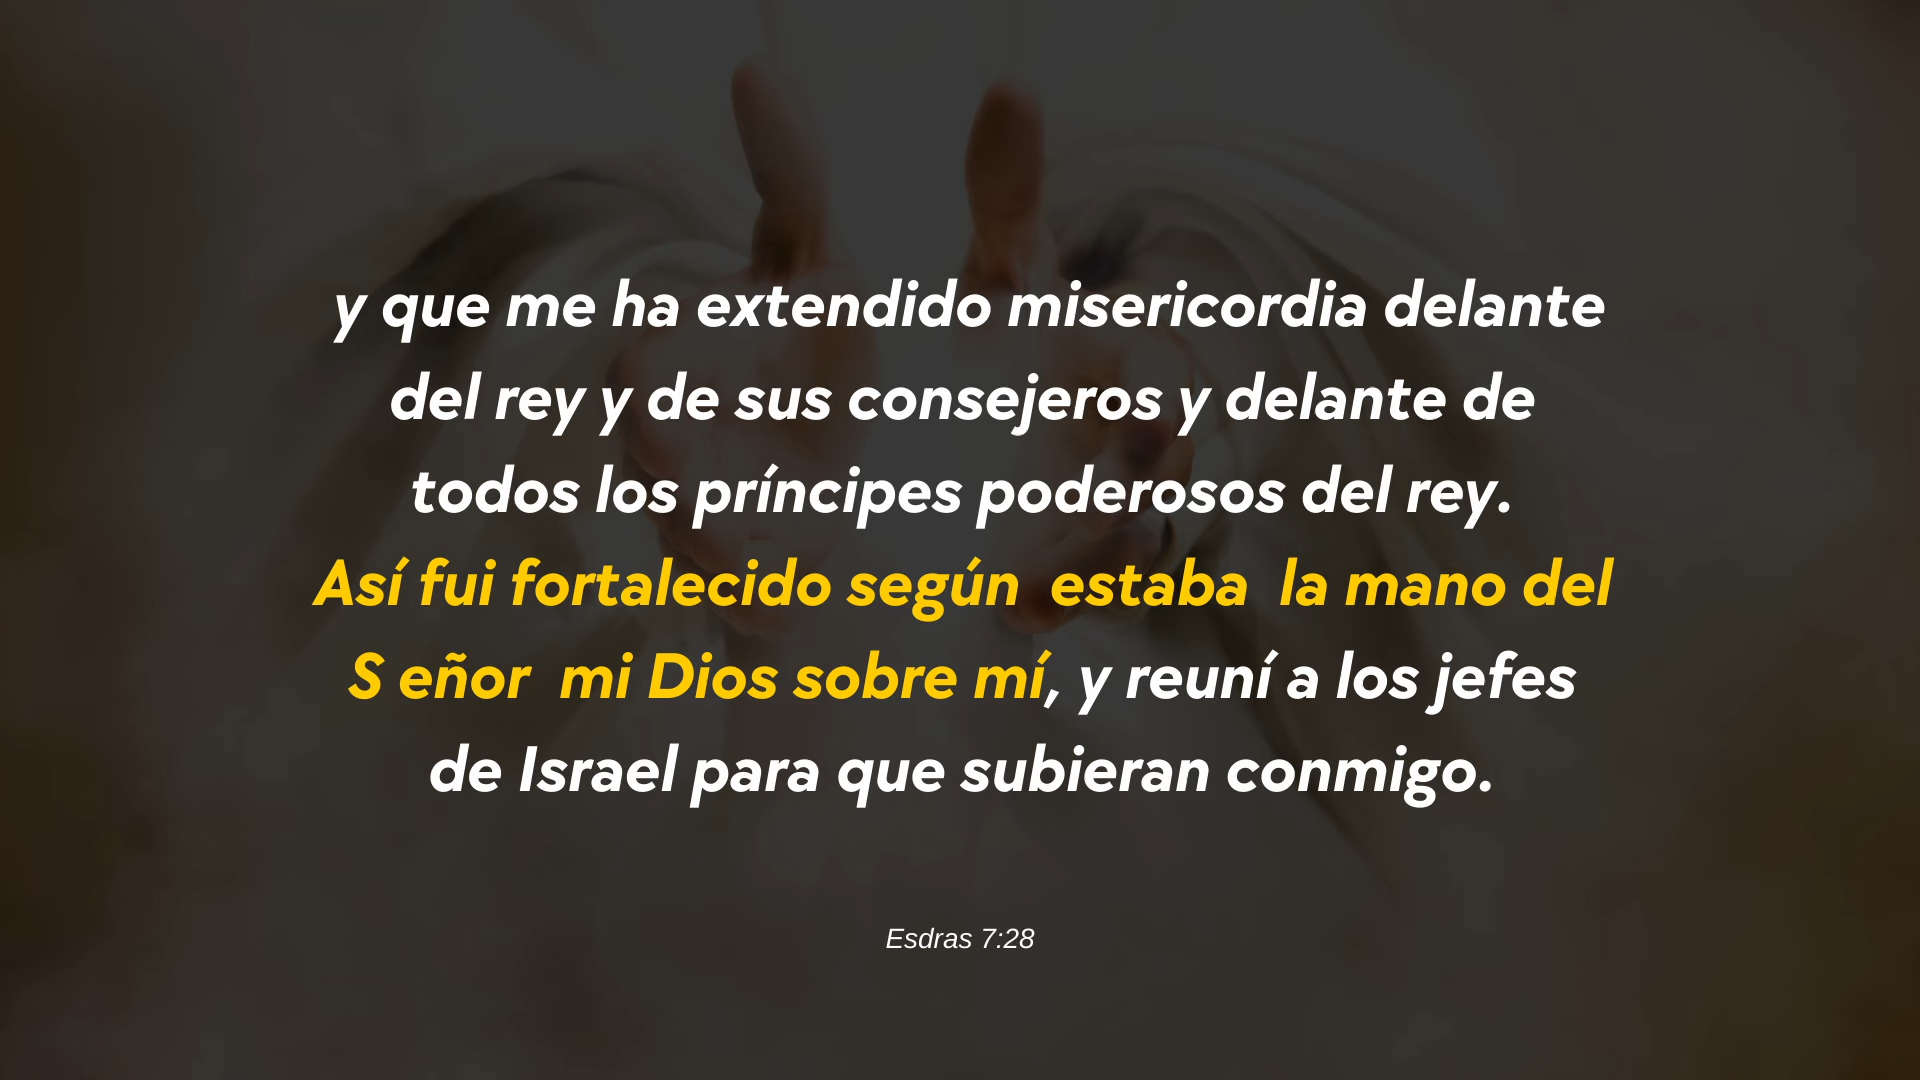 y que me ha extendido misericordia delante
del rey y de sus consejeros y delante de
todos los príncipes poderosos del rey.
Así fui fortalecido según  estaba  la mano del
S eñor  mi Dios sobre mí, y reuní a los jefes
de Israel para que subieran conmigo.
Esdras 7:28